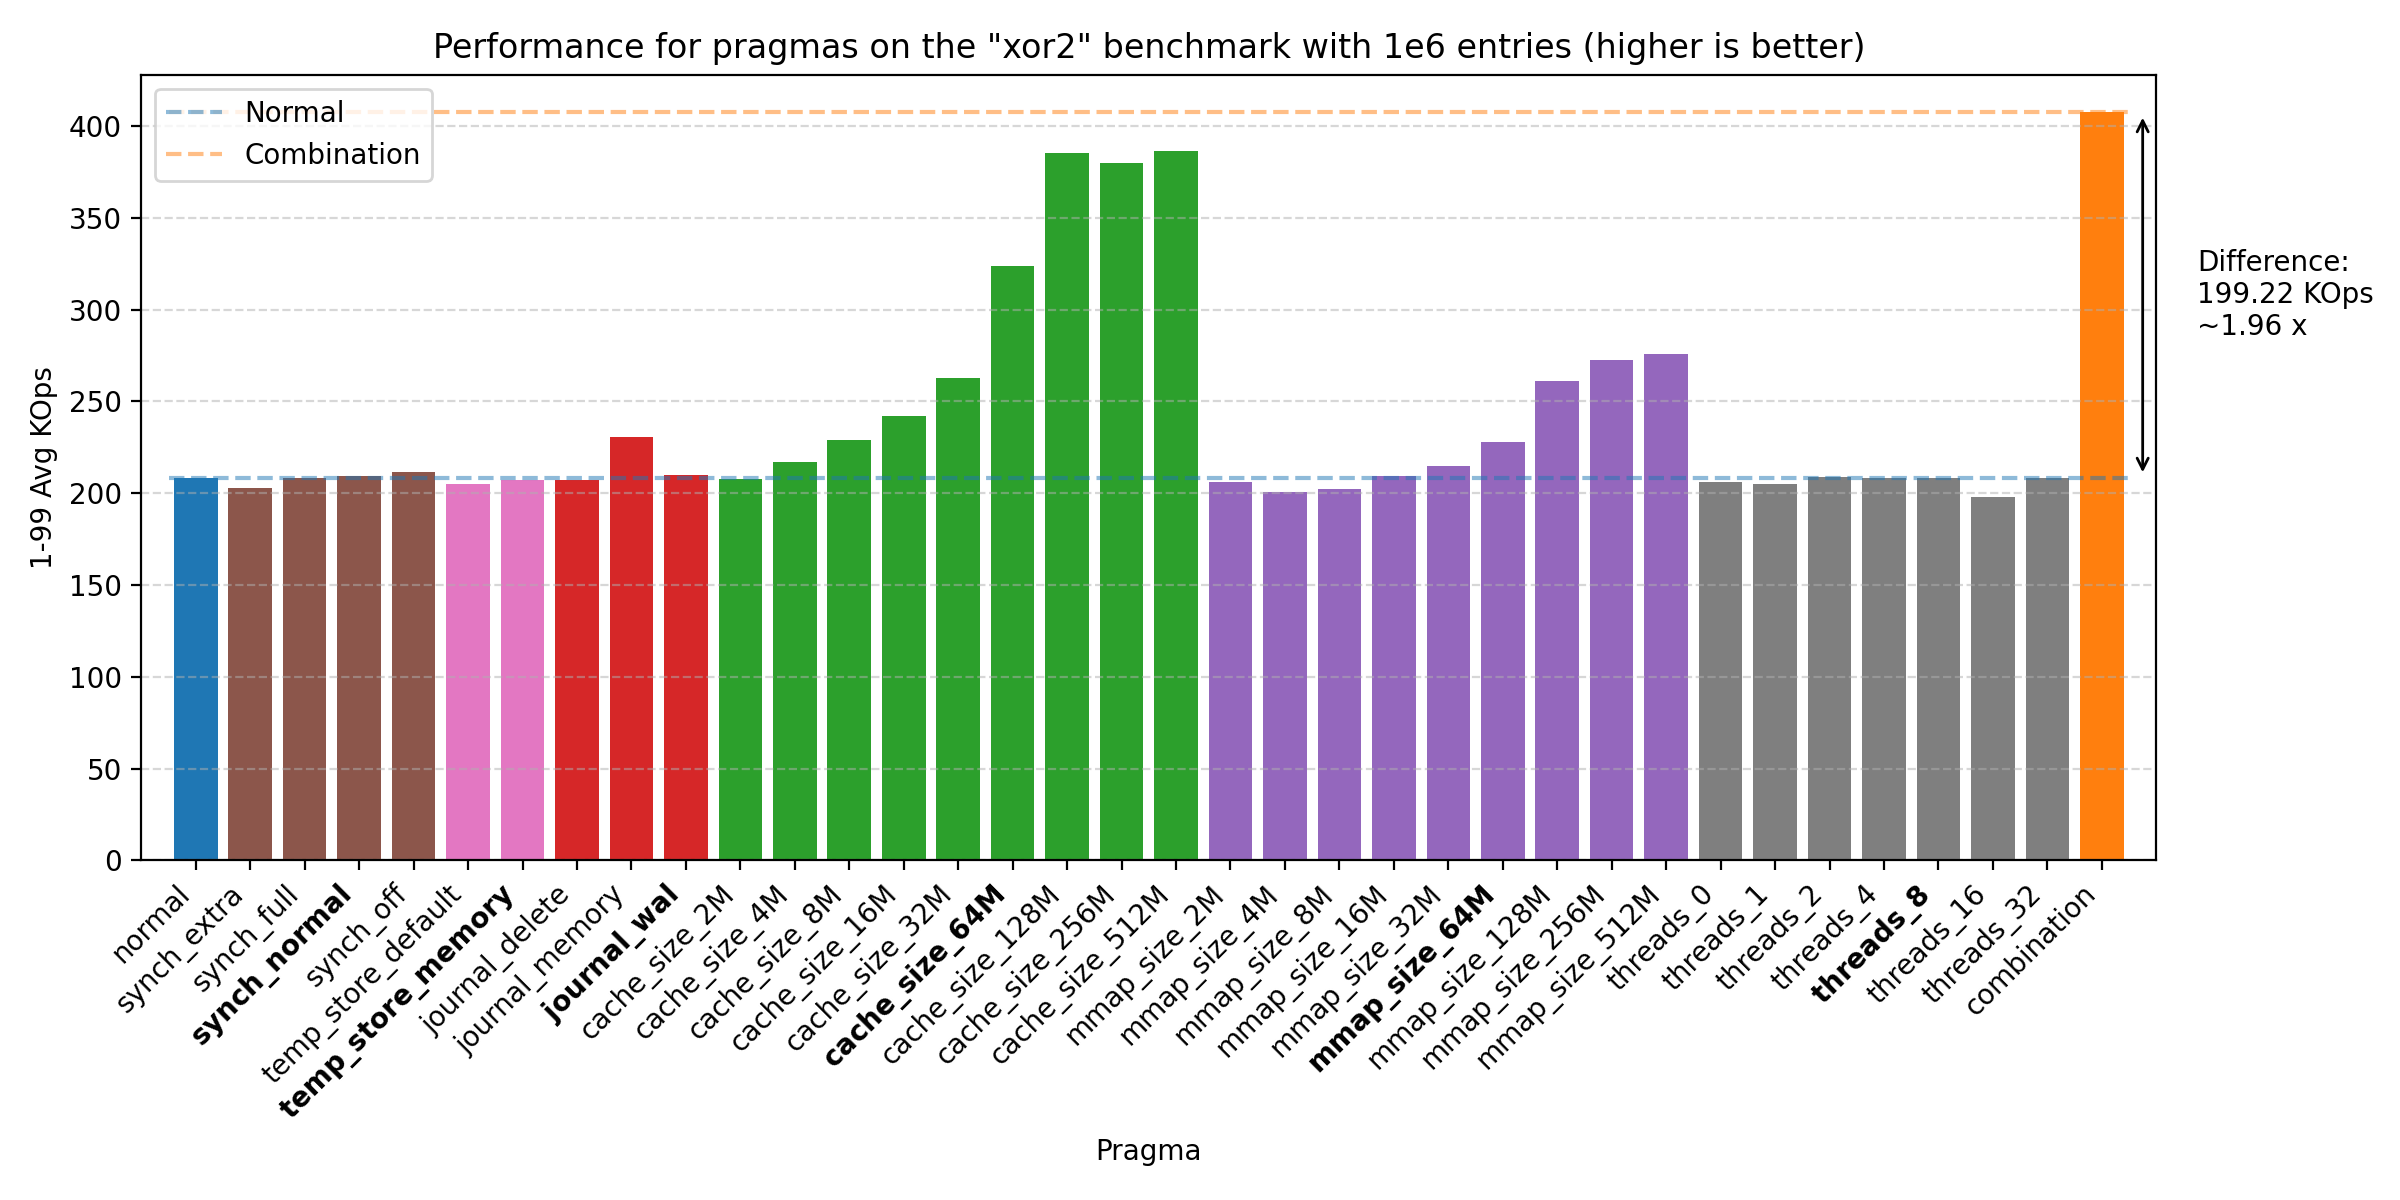 Performance for pragmas on the "xor2" benchmark with 1e6 entries (higher is better)
Normal
Combination
400
350
300
250
200
150
100
50
0
1-99 Avg KOps
Difference:
199.22 KOps
~1.96 x
normal
synch_extra
synch_full
synch_normal
synch_off
temp_store_default
temp_store_memory
journal_delete
journal_memory
journal_wal
cache_size_2M
cache_size_4M
cache_size_8M
cache_size_16M
cache_size_32M
cache_size_64M
cache_size_128M
cache_size_256M
cache_size_512M
mmap_size_2M
mmap_size_4M
mmap_size_8M
mmap_size_16M
mmap_size_32M
mmap_size_64M
mmap_size_128M
mmap_size_256M
mmap_size_512M
threads_0
threads_1
threads_2
threads_4
threads_8
threads_16
threads_32
combination
Pragma